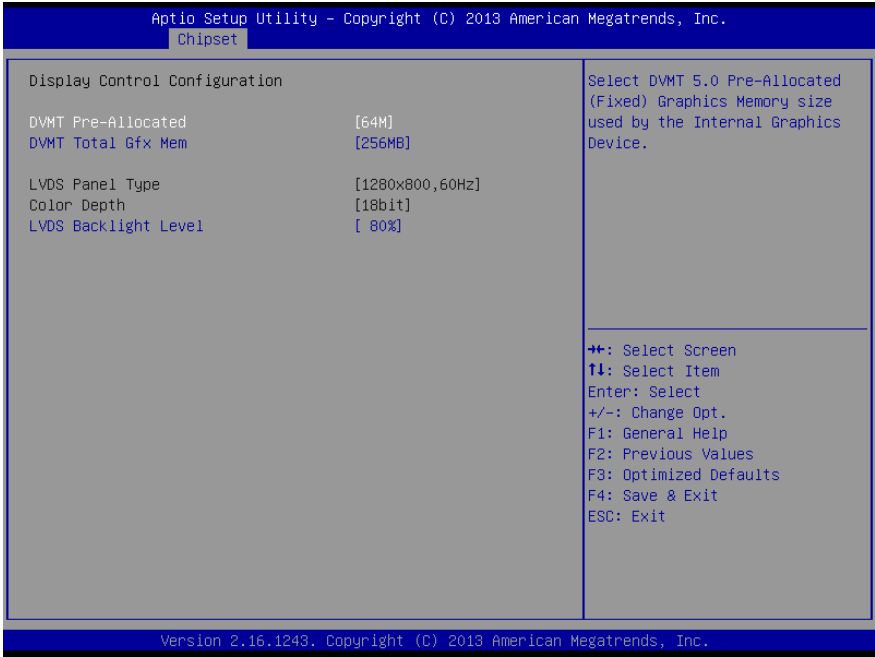 Aptio Setup Utility – Copyright (C) 2013 American Megatrends, Inc.
Chipset
Display Control Configuration
DVMT Pre-Allocated [64M]
DVMT Total Gfx Mem [256MB]
LVDS Panel Type [1280x800,60Hz]
Color Depth [18bit]
LVDS Backlight Level [ 80%]
Select DVMT 5.0 Pre-Allocated
(Fixed) Graphics Memory size
used by the Internal Graphics
Device.
→←: Select Screen
↑↓: Select Item
Enter: Select
+/-: Change Opt.
F1: General Help
F2: Previous Values
F3: Optimized Defaults
F4: Save & Exit
ESC: Exit
Version 2.16.1243. Copyright (C) 2013 American Megatrends, Inc.